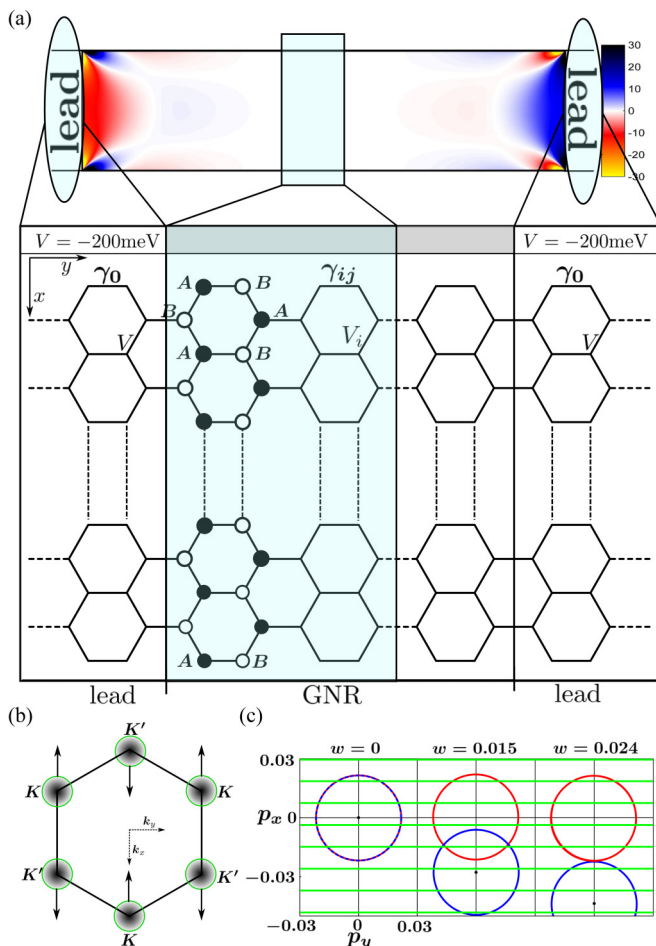 (a)
lead
lead
30
20
10
0
-10
-20
-30
V = −200meV
V = −200meV
y
x
γ0
A
B
γij
γ0
B
A
V
A
B
Vi
V
A
B
lead
GNR
lead
(b)
K′
K
K
ky
kx
K′
K′
K
(c)
w = 0
w = 0.015
w = 0.024
0.03
px 0
-0.03
-0.03
0
0.03
py